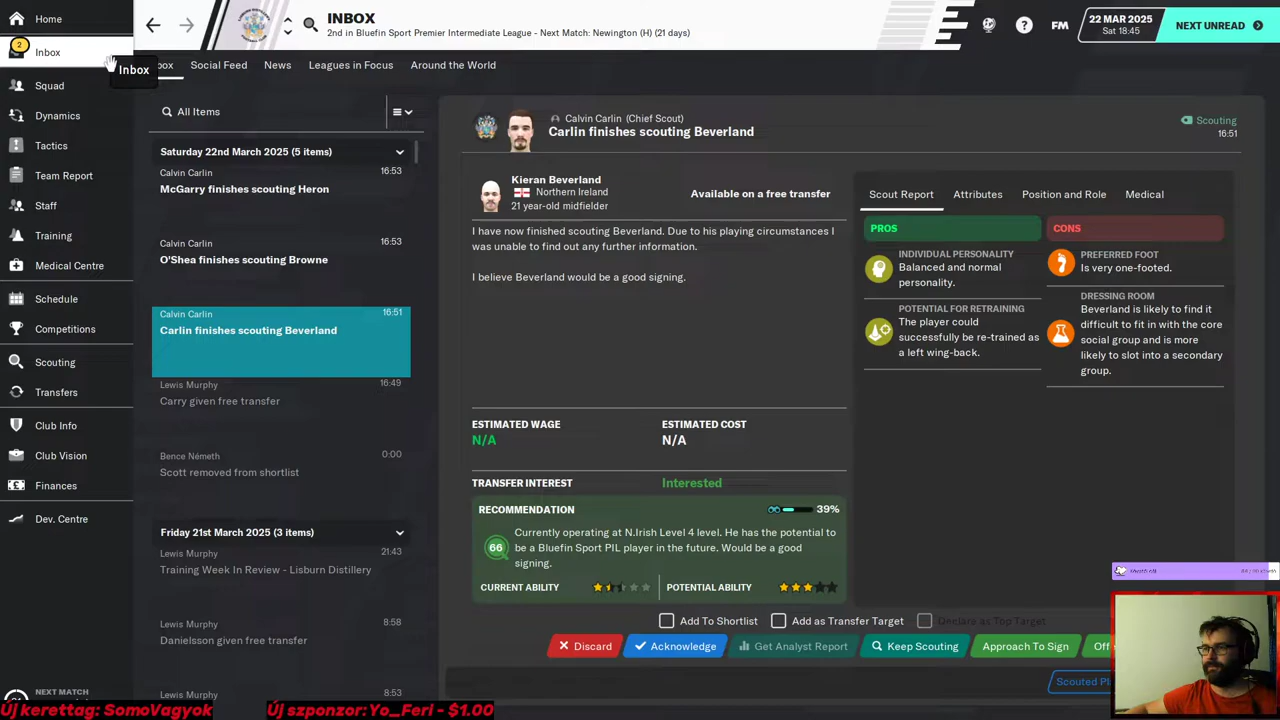 Home
2
Inbox
Squad
Dynamics
Tactics
Team Report
Staff
Training
Medical Centre
Schedule
Competitions
Scouting
Transfers
Club Info
Club Vision
Finances
Dev. Centre
NEXT MATCH
Inbox
INBOX
2nd in Bluefin Sport Premier Intermediate League - Next Match: Newington (H) (21 days)
FM
22 MAR 2025
Sat 18:45
NEXT UNREAD
box Social Feed News Leagues in Focus Around the World
All Items
Saturday 22nd March 2025 (5 items)
Calvin Carlin 16:53
McGarry finishes scouting Heron
Calvin Carlin 16:53
O'Shea finishes scouting Browne
Calvin Carlin 16:51
Carlin finishes scouting Beverland
Lewis Murphy 16:49
Carry given free transfer
Bence Németh 0:00
Scott removed from shortlist
Friday 21st March 2025 (3 items)
Lewis Murphy 21:43
Training Week In Review - Lisburn Distillery
Lewis Murphy 8:58
Danielsson given free transfer
Lewis Murphy 8:53
Calvin Carlin (Chief Scout)
Carlin finishes scouting Beverland
Scouting
16:51
Kieran Beverland
Northern Ireland
21 year-old midfielder
Available on a free transfer
I have now finished scouting Beverland. Due to his playing circumstances I
was unable to find out any further information.
I believe Beverland would be a good signing.
ESTIMATED WAGE ESTIMATED COST
N/A N/A
TRANSFER INTEREST Interested
RECOMMENDATION 39%
66
Currently operating at N.Irish Level 4 level. He has the potential to
be a Bluefin Sport PIL player in the future. Would be a good
signing.
CURRENT ABILITY POTENTIAL ABILITY
Scout Report Attributes Position and Role Medical
PROS
INDIVIDUAL PERSONALITY
Balanced and normal
personality.
POTENTIAL FOR RETRAINING
The player could
successfully be re-trained as
a left wing-back.
CONS
PREFERRED FOOT
Is very one-footed.
DRESSING ROOM
Beverland is likely to find it
difficult to fit in with the core
social group and is more
likely to slot into a secondary
group.
Add To Shortlist Add as Transfer Target Declare as Top Target
Discard Acknowledge Get Analyst Report Keep Scouting Approach To Sign Off
Scouted Pl
Új kerettag: SomoVagyok Új szponzor: Yo_Feri - $1.00